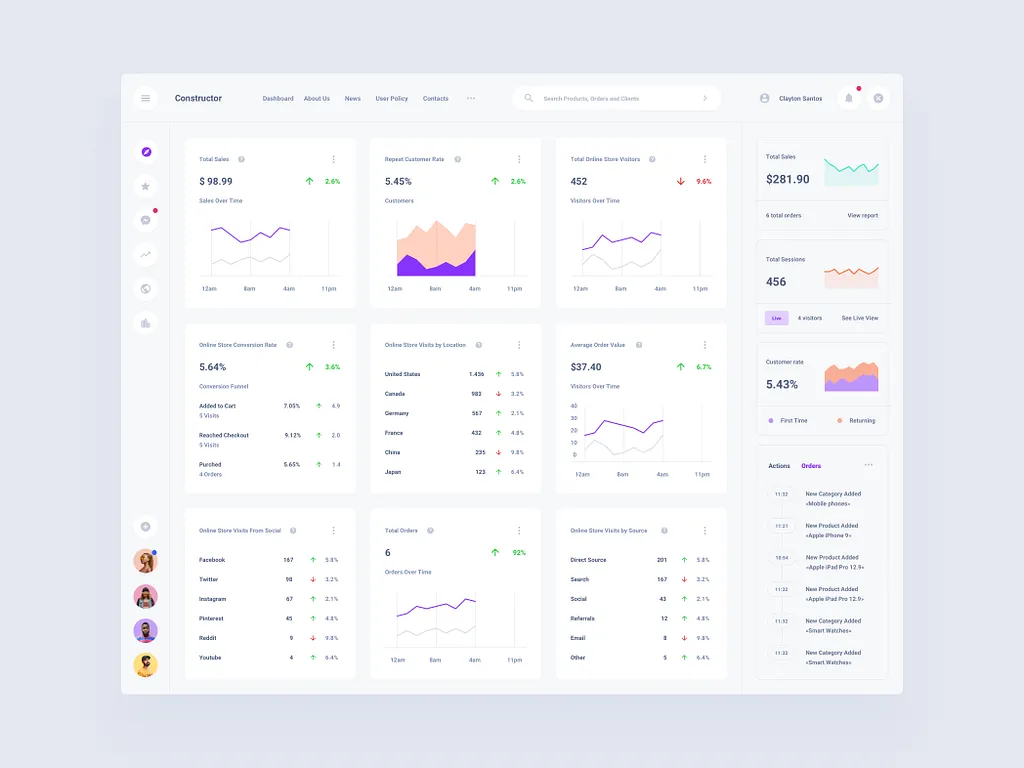 Constructor
Dashboard About Us News User Policy Contacts
Search Products, Orders and Clients
Clayton Santos
Total Sales
$ 98.99 2.6%
Sales Over Time
12am 8am 4am 11pm
Repeat Customer Rate
5.45% 2.6%
Customers
12am 8am 4am 11pm
Total Online Store Visitors
452 9.6%
Visitors Over Time
12am 8am 4am 11pm
Online Store Conversion Rate
5.64% 3.6%
Conversion Funnel
Added to Cart 7.05% 4.9
5 Visits
Reached Checkout 9.12% 2.0
5 Visits
Purched 5.65% 1.4
4 Orders
Online Store Visits by Location
United States 1.436 5.8%
Canada 983 3.2%
Germany 567 2.1%
France 432 4.8%
China 235 9.8%
Japan 123 6.4%
Average Order Value
$37.40 6.7%
Visitors Over Time
40
30
20
10
0
12am 8am 4am 11pm
Online Store Visits From Social
Facebook 167 5.8%
Twitter 98 3.2%
Instagram 67 2.1%
Pinterest 45 4.8%
Reddit 9 9.8%
Youtube 4 6.4%
Total Orders
6 92%
Orders Over Time
12am 8am 4am 11pm
Online Store Visits by Source
Direct Source 201 5.8%
Search 167 3.2%
Social 43 2.1%
Referrals 12 4.8%
Email 8 9.8%
Other 5 6.4%
Total Sales
$281.90
6 total orders View report
Total Sessions
456
Live 4 visitors See Live View
Customer rate
5.43%
First Time Returning
Actions Orders
11:32 New Category Added
«Mobile phones»
11:21 New Product Added
«Apple iPhone 9»
10:54 New Product Added
«Apple iPad Pro 12.9»
11:32 New Product Added
«Apple iPad Pro 12.9»
11:32 New Category Added
«Smart Watches»
11:32 New Category Added
«Smart Watches»